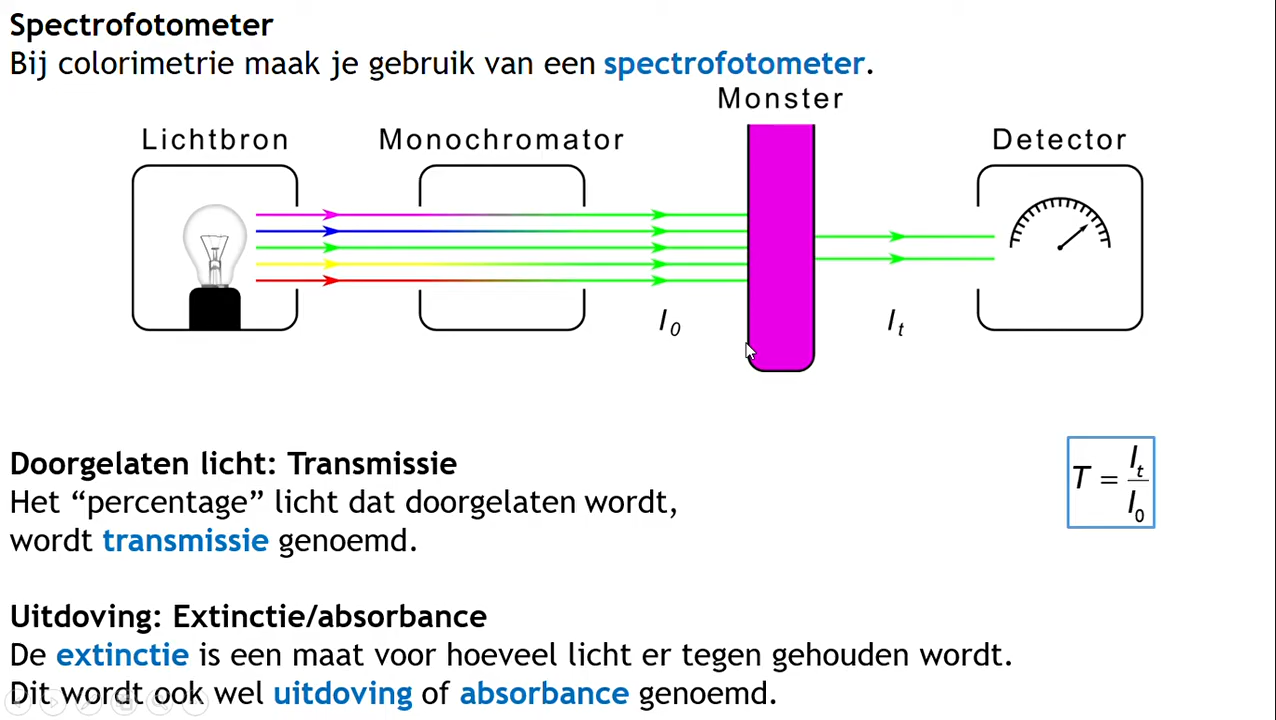 Spectrofotometer
Bij colorimetrie maak je gebruik van een spectrofotometer.
Monster
Lichtbron
Monochromator
Detector
I0
It
Doorgelaten licht: Transmissie
Het “percentage” licht dat doorgelaten wordt,
wordt transmissie genoemd.
T = It/I0
Uitdoving: Extinctie/absorbance
De extinctie is een maat voor hoeveel licht er tegen gehouden wordt.
Dit wordt ook wel uitdoving of absorbance genoemd.